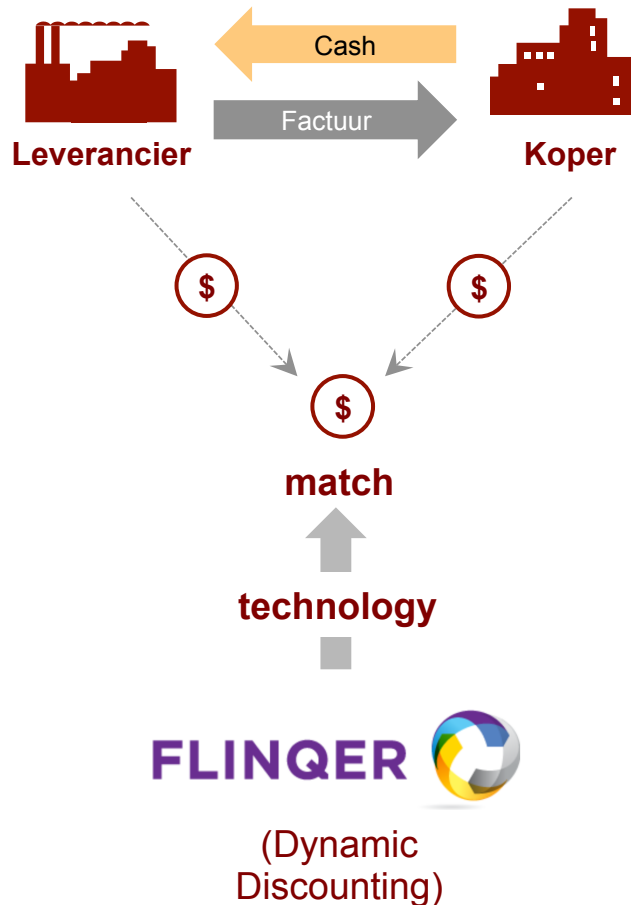 Cash
Factuur
Leverancier
Koper
$
$
$
match
technology
FLINQER
(Dynamic
Discounting)